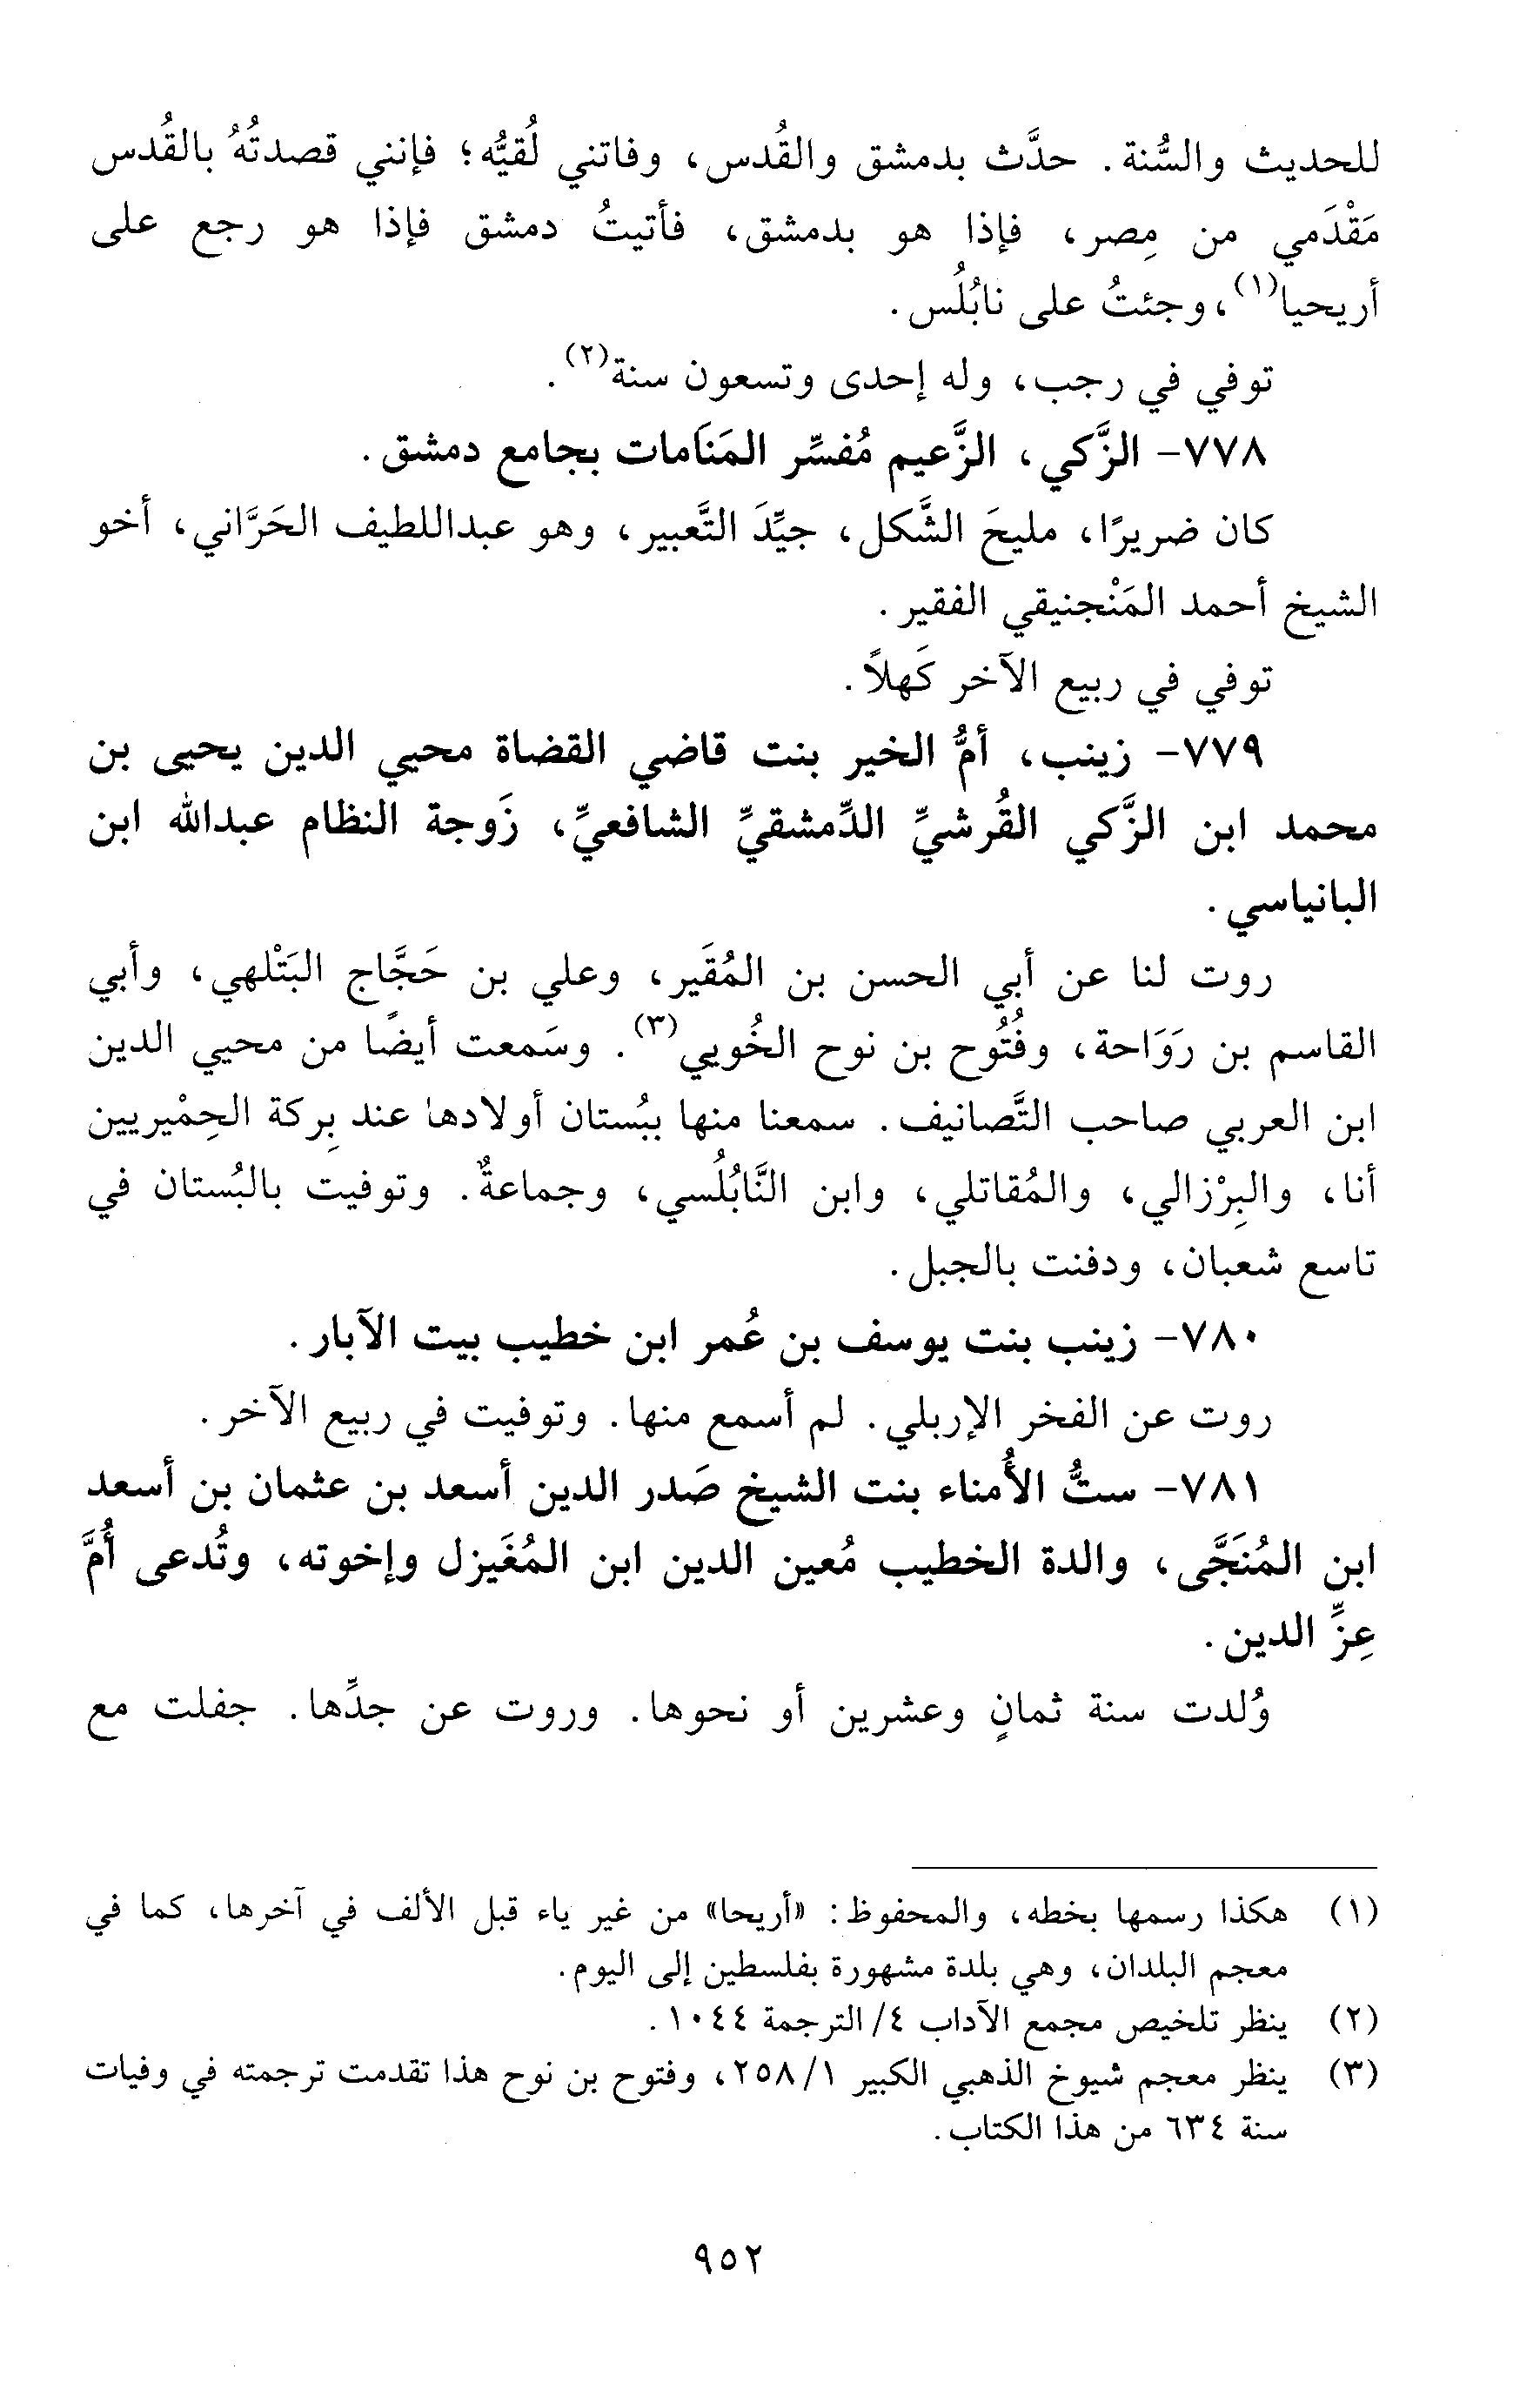 للحديث والسُّنة. حدَّث بدمشق والقُدس، وفاتني لُقيُّه؛ فإنني قصدتُهُ بالقُدس
مَقْدَمي من مِصر، فإذا هو بدمشق، فأتيتُ دمشق فإذا هو رجع على
أريحيا(١)، وجئتُ على نابُلُس.
توفي في رجب، وله إحدى وتسعون سنة(٢).
٧٧٨- الزَّكي، الزَّعيم مُفسِّر المَنَامات بجامع دمشق.
كان ضريرًا، مليحَ الشَّكل، جيِّدَ التَّعبير، وهو عبداللطيف الحَرَّاني، أخو
الشيخ أحمد المَنْجنيقي الفقير.
توفي في ربيع الآخر كَهلاً.
٧٧٩- زينب، أمُّ الخير بنت قاضي القضاة محيي الدين يحيى بن
محمد ابن الزَّكي القُرشيِّ الدِّمشقيِّ الشافعيِّ، زَوجة النظام عبدالله ابن
البانياسي.
روت لنا عن أبي الحسن بن المُقَير، وعلي بن حَجَّاج البَتْلهي، وأبي
القاسم بن رَوَاحة، وفُتُوح بن نوح الخُويي(٣). وسَمعت أيضًا من محيي الدين
ابن العربي صاحب التَّصانيف. سمعنا منها ببُستان أولادها عند بِركة الحِمْيريين
أنا، والبِرْزالي، والمُقاتلي، وابن النَّابُلُسي، وجماعةٌ. وتوفيت بالبُستان في
تاسع شعبان، ودفنت بالجبل.
٧٨٠- زينب بنت يوسف بن عُمر ابن خطيب بيت الآبار.
روت عن الفخر الإربلي. لم أسمع منها. وتوفيت في ربيع الآخر.
٧٨١- ستُّ الأُمناء بنت الشيخ صَدر الدين أسعد بن عثمان بن أسعد
ابن المُنَجَّى، والدة الخطيب مُعين الدين ابن المُغَيزل وإخوته، وتُدعى أُمَّ
عِزِّ الدين.
وُلدت سنة ثمانٍ وعشرين أو نحوها. وروت عن جدِّها. جفلت مع
(١) هكذا رسمها بخطه، والمحفوظ: «أريحا» من غير ياء قبل الألف في آخرها، كما في
معجم البلدان، وهي بلدة مشهورة بفلسطين إلى اليوم.
(٢) ينظر تلخيص مجمع الآداب ٤/ الترجمة ١٠٤٤.
(٣) ينظر معجم شيوخ الذهبي الكبير ١/ ٢٥٨، وفتوح بن نوح هذا تقدمت ترجمته في وفيات
سنة ٦٣٤ من هذا الكتاب.
٩٥٢